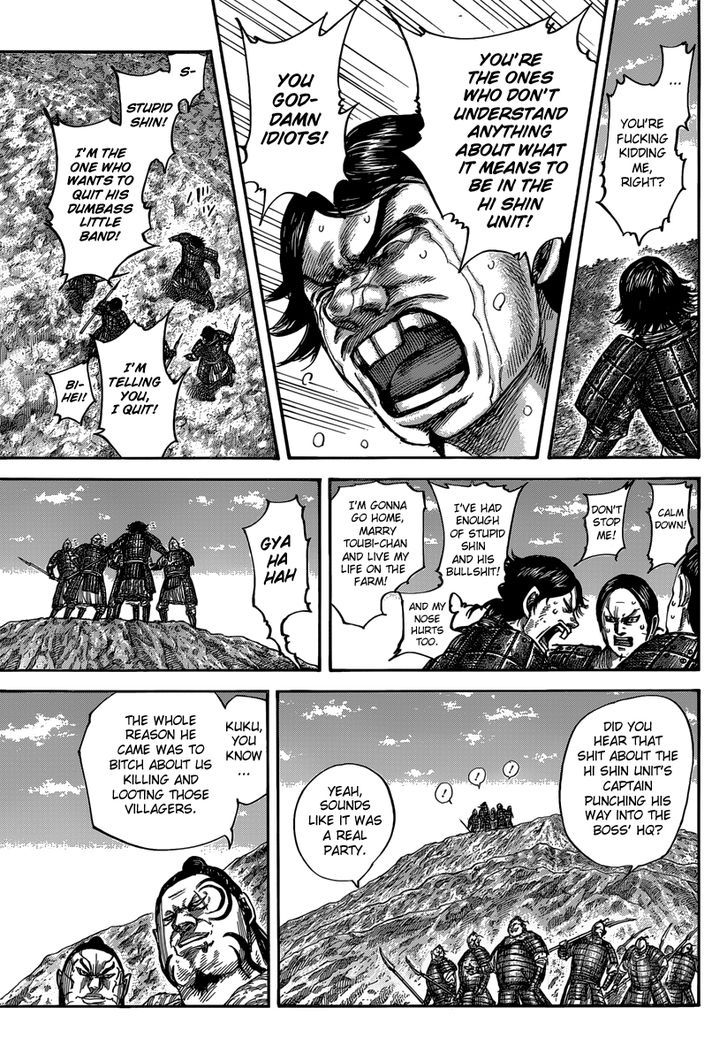 ...
YOU'RE
FUCKING
KIDDING
ME,
RIGHT?
YOU'RE
THE ONES
WHO DON'T
UNDERSTAND
ANYTHING
ABOUT WHAT
IT MEANS TO
BE IN THE
HI SHIN
UNIT!
YOU
GOD-
DAMN
IDIOTS!
S-
STUPID
SHIN!
I'M THE
ONE WHO
WANTS TO
QUIT HIS
DUMBASS
LITTLE
BAND!
I'M
TELLING
YOU,
I QUIT!
BI-
HEI!
CALM
DOWN!
DON'T
STOP
ME!
I'VE HAD
ENOUGH
OF STUPID
SHIN
AND HIS
BULLSHIT!
I'M GONNA
GO HOME,
MARRY
TOUBI-CHAN
AND LIVE MY
LIFE ON THE
FARM!
AND MY
NOSE
HURTS
TOO.
GYA
HA
HAH
DID YOU
HEAR THAT
SHIT ABOUT THE
HI SHIN UNIT'S
CAPTAIN
PUNCHING HIS
WAY INTO THE
BOSS' HQ?
!
!
!
YEAH,
SOUNDS
LIKE IT WAS
A REAL
PARTY.
KUKU,
YOU
KNOW
...
THE WHOLE
REASON HE
CAME WAS TO
BITCH ABOUT US
KILLING AND
LOOTING THOSE
VILLAGERS.